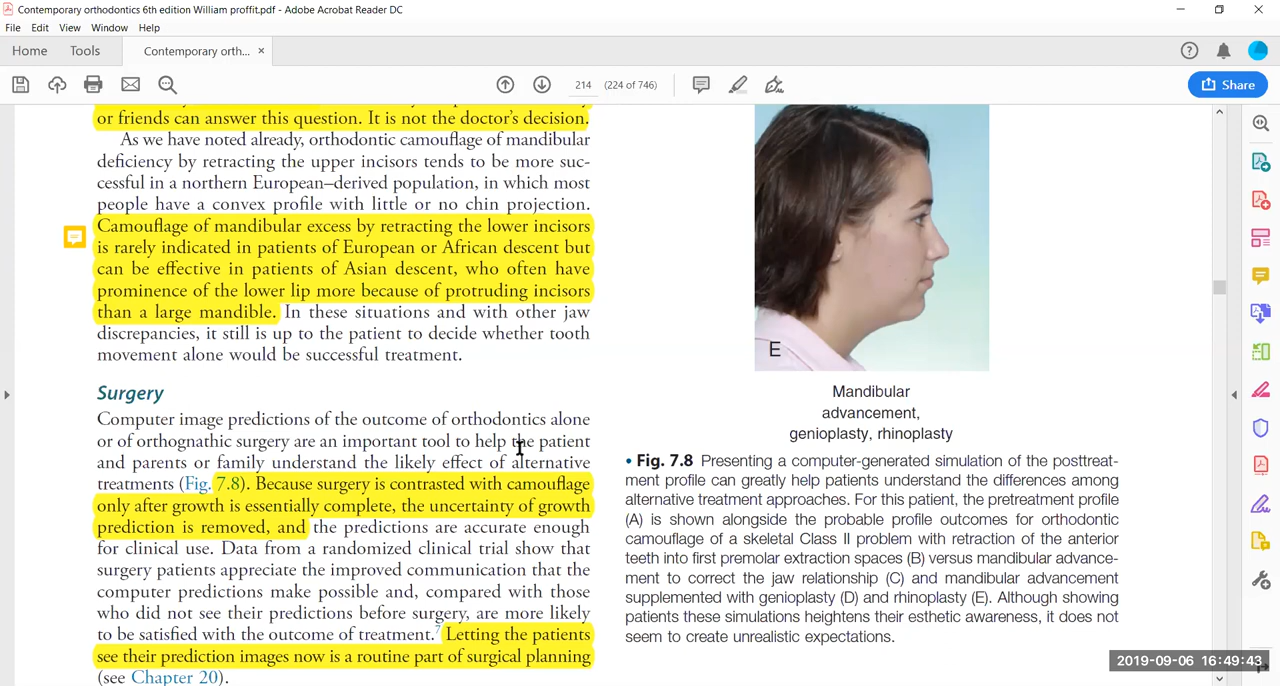 Contemporary orthodontics 6th edition William proffit.pdf - Adobe Acrobat Reader DC
File Edit View Window Help
Home Tools Contemporary orth... ×
214 (224 of 746)
Share
or friends can answer this question. It is not the doctor's decision.
As we have noted already, orthodontic camouflage of mandibular
deficiency by retracting the upper incisors tends to be more suc-
cessful in a northern European–derived population, in which most
people have a convex profile with little or no chin projection.
Camouflage of mandibular excess by retracting the lower incisors
is rarely indicated in patients of European or African descent but
can be effective in patients of Asian descent, who often have
prominence of the lower lip more because of protruding incisors
than a large mandible. In these situations and with other jaw
discrepancies, it still is up to the patient to decide whether tooth
movement alone would be successful treatment.
Surgery
Computer image predictions of the outcome of orthodontics alone
or of orthognathic surgery are an important tool to help the patient
and parents or family understand the likely effect of alternative
treatments (Fig. 7.8). Because surgery is contrasted with camouflage
only after growth is essentially complete, the uncertainty of growth
prediction is removed, and the predictions are accurate enough
for clinical use. Data from a randomized clinical trial show that
surgery patients appreciate the improved communication that the
computer predictions make possible and, compared with those
who did not see their predictions before surgery, are more likely
to be satisfied with the outcome of treatment.7 Letting the patients
see their prediction images now is a routine part of surgical planning
(see Chapter 20).
E
Mandibular
advancement,
genioplasty, rhinoplasty
• Fig. 7.8 Presenting a computer-generated simulation of the posttreat-
ment profile can greatly help patients understand the differences among
alternative treatment approaches. For this patient, the pretreatment profile
(A) is shown alongside the probable profile outcomes for orthodontic
camouflage of a skeletal Class II problem with retraction of the anterior
teeth into first premolar extraction spaces (B) versus mandibular advance-
ment to correct the jaw relationship (C) and mandibular advancement
supplemented with genioplasty (D) and rhinoplasty (E). Although showing
patients these simulations heightens their esthetic awareness, it does not
seem to create unrealistic expectations.
2019-09-06 16:49:43